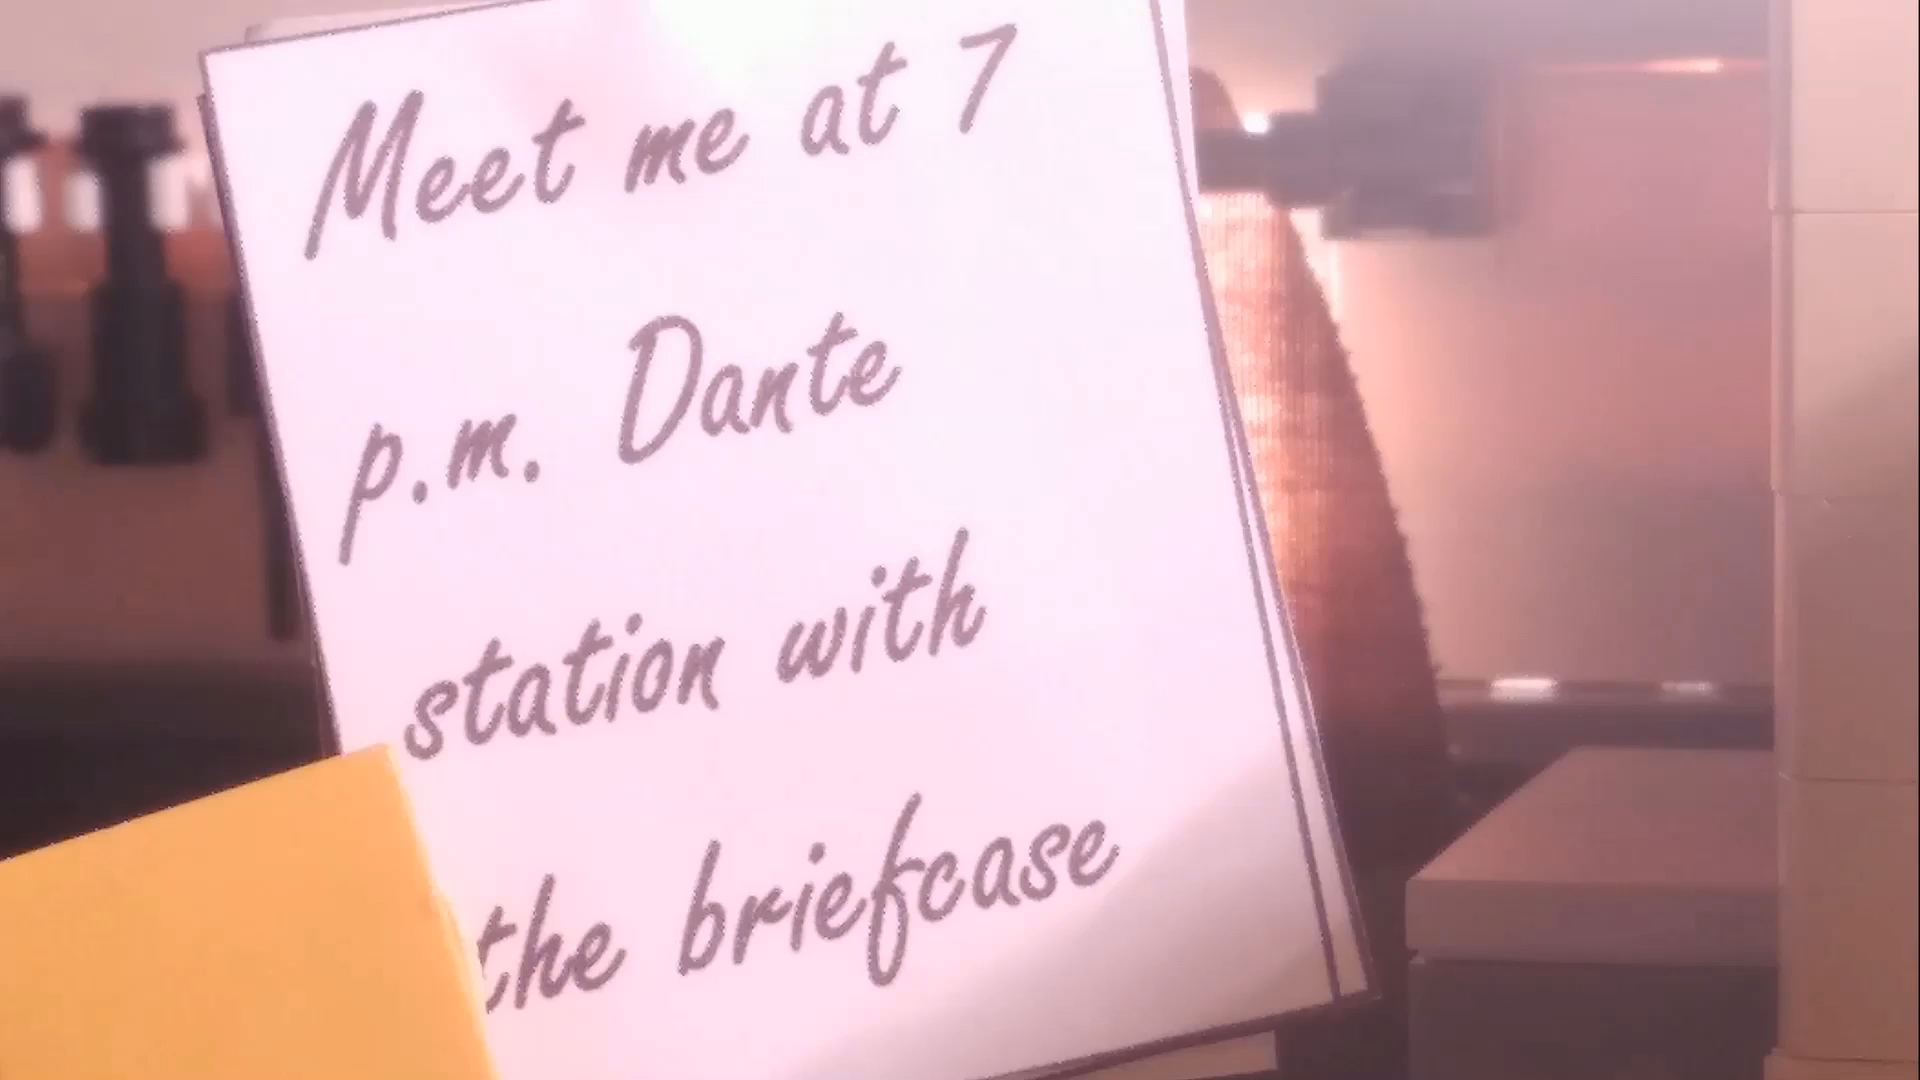 Meet me at 7
p.m. Dante
station with
the briefcase